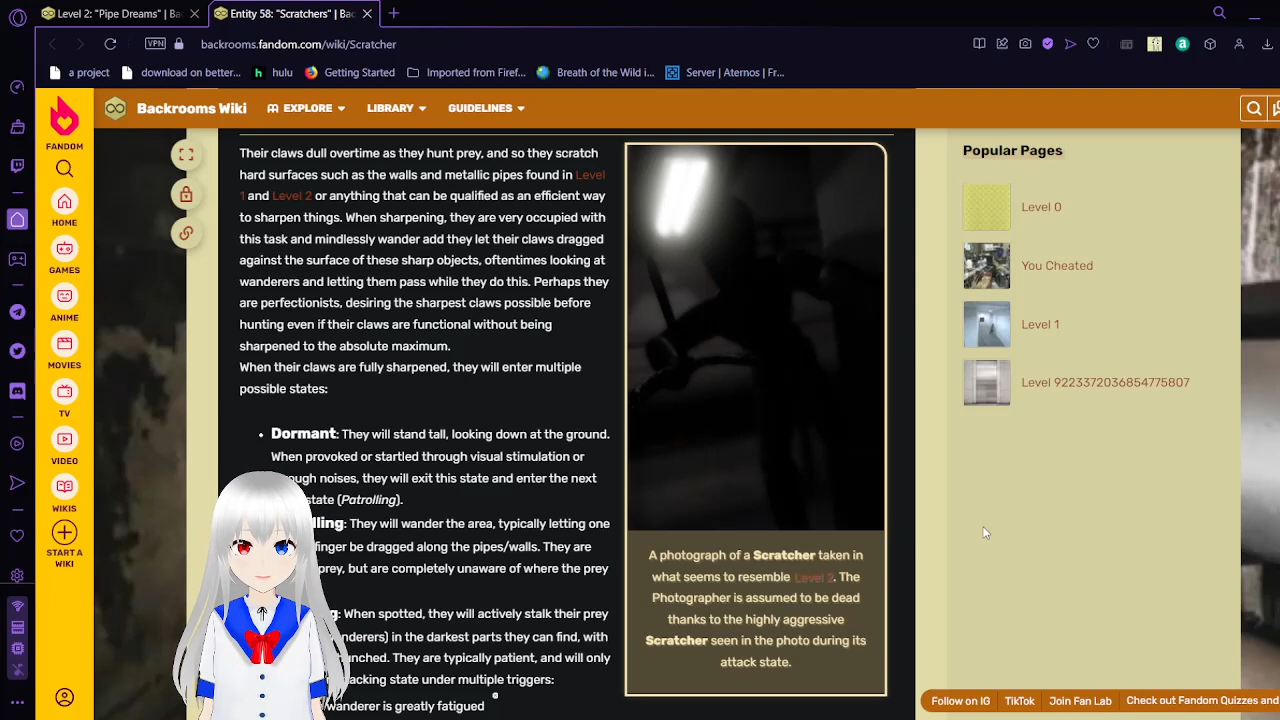 Level 2: "Pipe Dreams" | Ba
Entity 58: "Scratchers" | Bac
backrooms.fandom.com/wiki/Scratcher
VPN
a project
download on better...
hulu
Getting Started
Imported from Firef...
Breath of the Wild i...
Server | Aternos | Fr...
FANDOM
HOME
GAMES
ANIME
MOVIES
TV
VIDEO
WIKIS
START A
WIKI
Backrooms Wiki
EXPLORE
LIBRARY
GUIDELINES
Their claws dull overtime as they hunt prey, and so they scratch
hard surfaces such as the walls and metallic pipes found in Level
1 and Level 2 or anything that can be qualified as an efficient way
to sharpen things. When sharpening, they are very occupied with
this task and mindlessly wander add they let their claws dragged
against the surface of these sharp objects, oftentimes looking at
wanderers and letting them pass while they do this. Perhaps they
are perfectionists, desiring the sharpest claws possible before
hunting even if their claws are functional without being
sharpened to the absolute maximum.
When their claws are fully sharpened, they will enter multiple
possible states:
Dormant: They will stand tall, looking down at the ground.
When provoked or startled through visual stimulation or
ough noises, they will exit this state and enter the next
state (Patrolling).
lling: They will wander the area, typically letting one
finger be dragged along the pipes/walls. They are
prey, but are completely unaware of where the prey
g: When spotted, they will actively stalk their prey
nderers) in the darkest parts they can find, with
nched. They are typically patient, and will only
acking state under multiple triggers:
wanderer is greatly fatigued
A photograph of a Scratcher taken in
what seems to resemble Level 2. The
Photographer is assumed to be dead
thanks to the highly aggressive
Scratcher seen in the photo during its
attack state.
Popular Pages
Level 0
You Cheated
Level 1
Level 9223372036854775807
Follow on IG
TikTok
Join Fan Lab
Check out Fandom Quizzes and